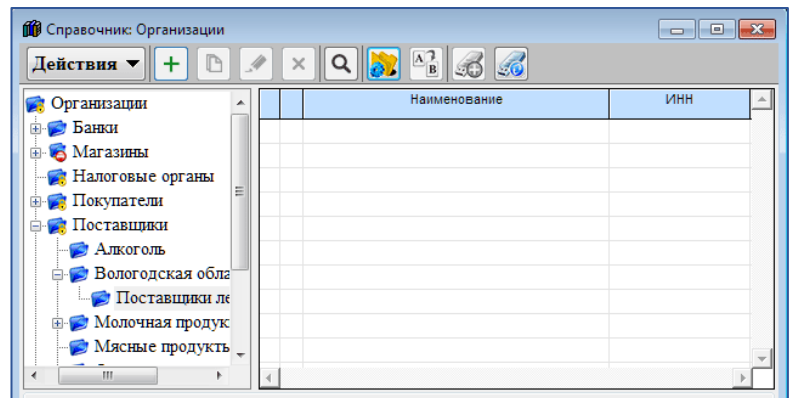 Справочник: Организации
Действия
A
B
Наименование
ИНН
Организации
Банки
Магазины
Налоговые органы
Покупатели
Поставщики
Алкоголь
Вологодская обла
Поставщики ле
Молочная продук
Мясные продукть